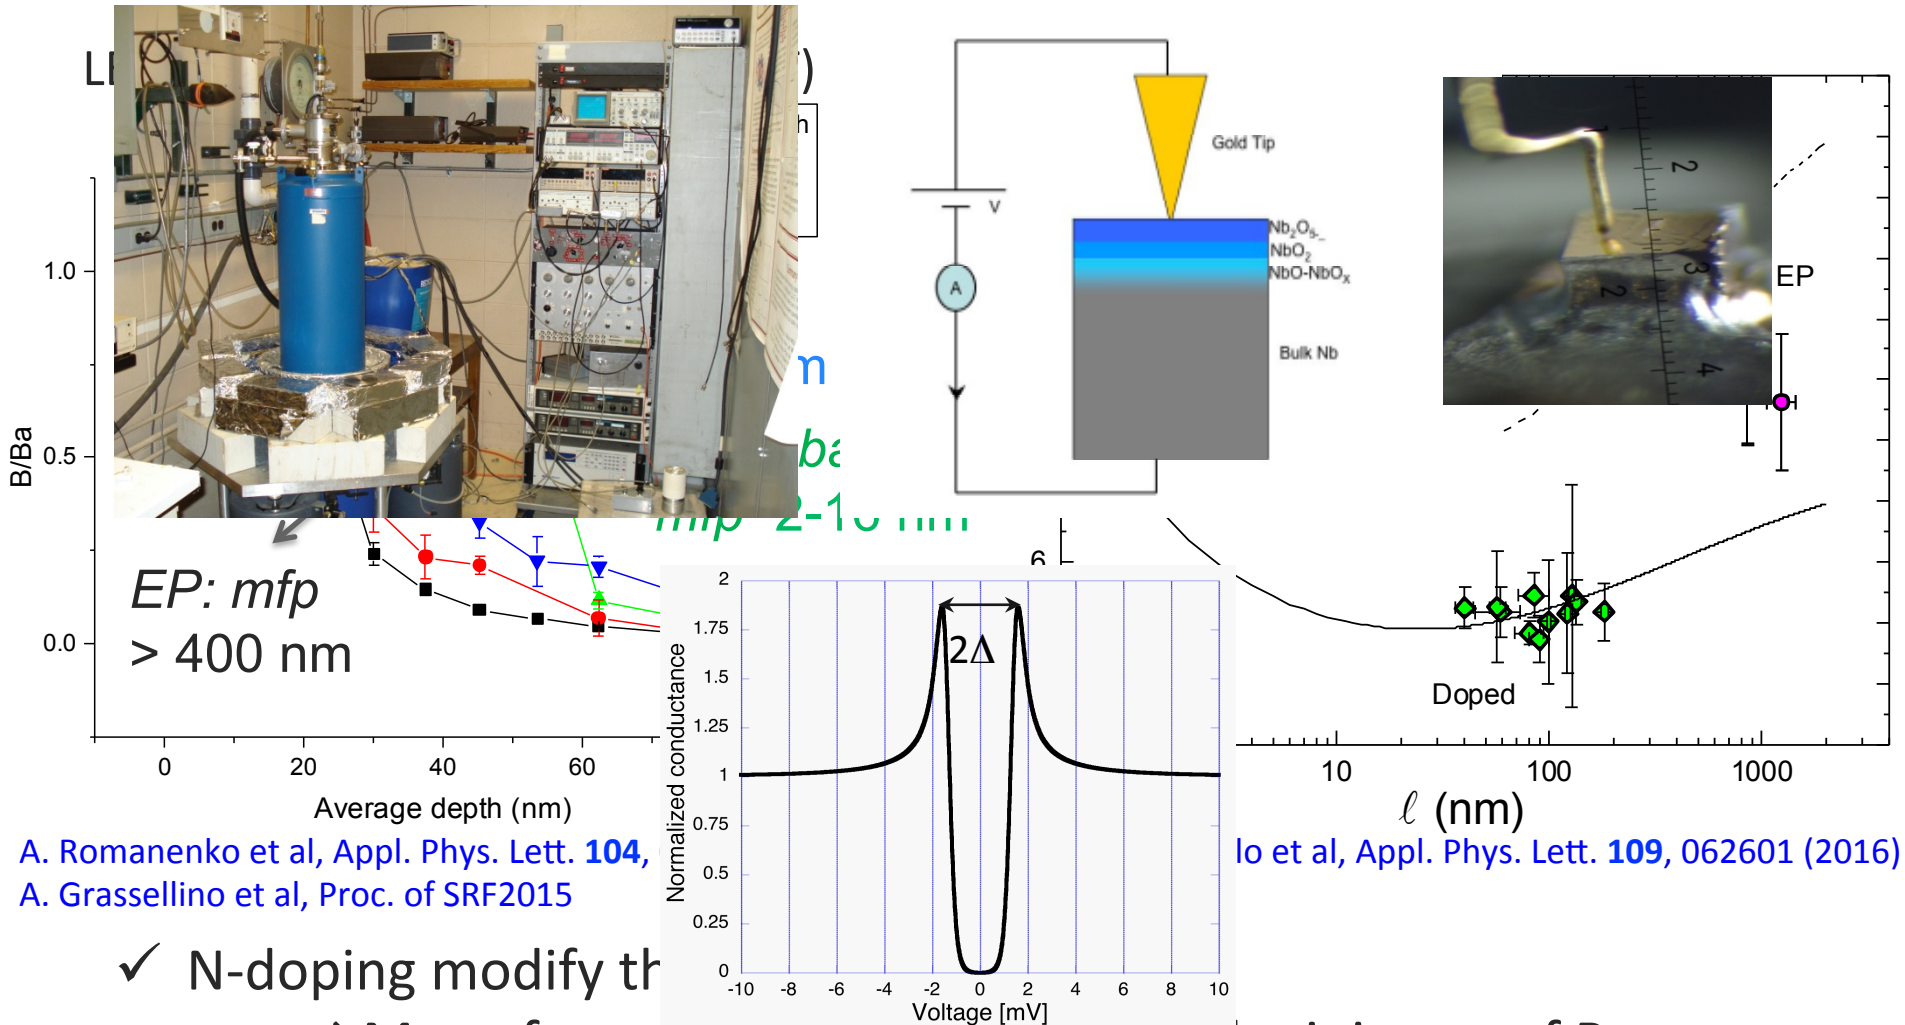 )
h
1.0
0.5
0.0
B/Ba
0
20
40
60
Average depth (nm)
EP: mfp
> 400 nm
m
mfp
nm
V
A
Gold Tip
Nb2O5-_
NbO2
NbO-NbOx
Bulk Nb
1
2
3
2
4
EP
6
Doped
10
100
1000
ℓ (nm)
2
1.75
1.5
1.25
1
0.75
0.5
0.25
0
Normalized conductance
2Δ
-10 -8 -6 -4 -2 0 2 4 6 8 10
Voltage [mV]
A. Romanenko et al, Appl. Phys. Lett. 104,
lo et al, Appl. Phys. Lett. 109, 062601 (2016)
A. Grassellino et al, Proc. of SRF2015
✓ N-doping modify th